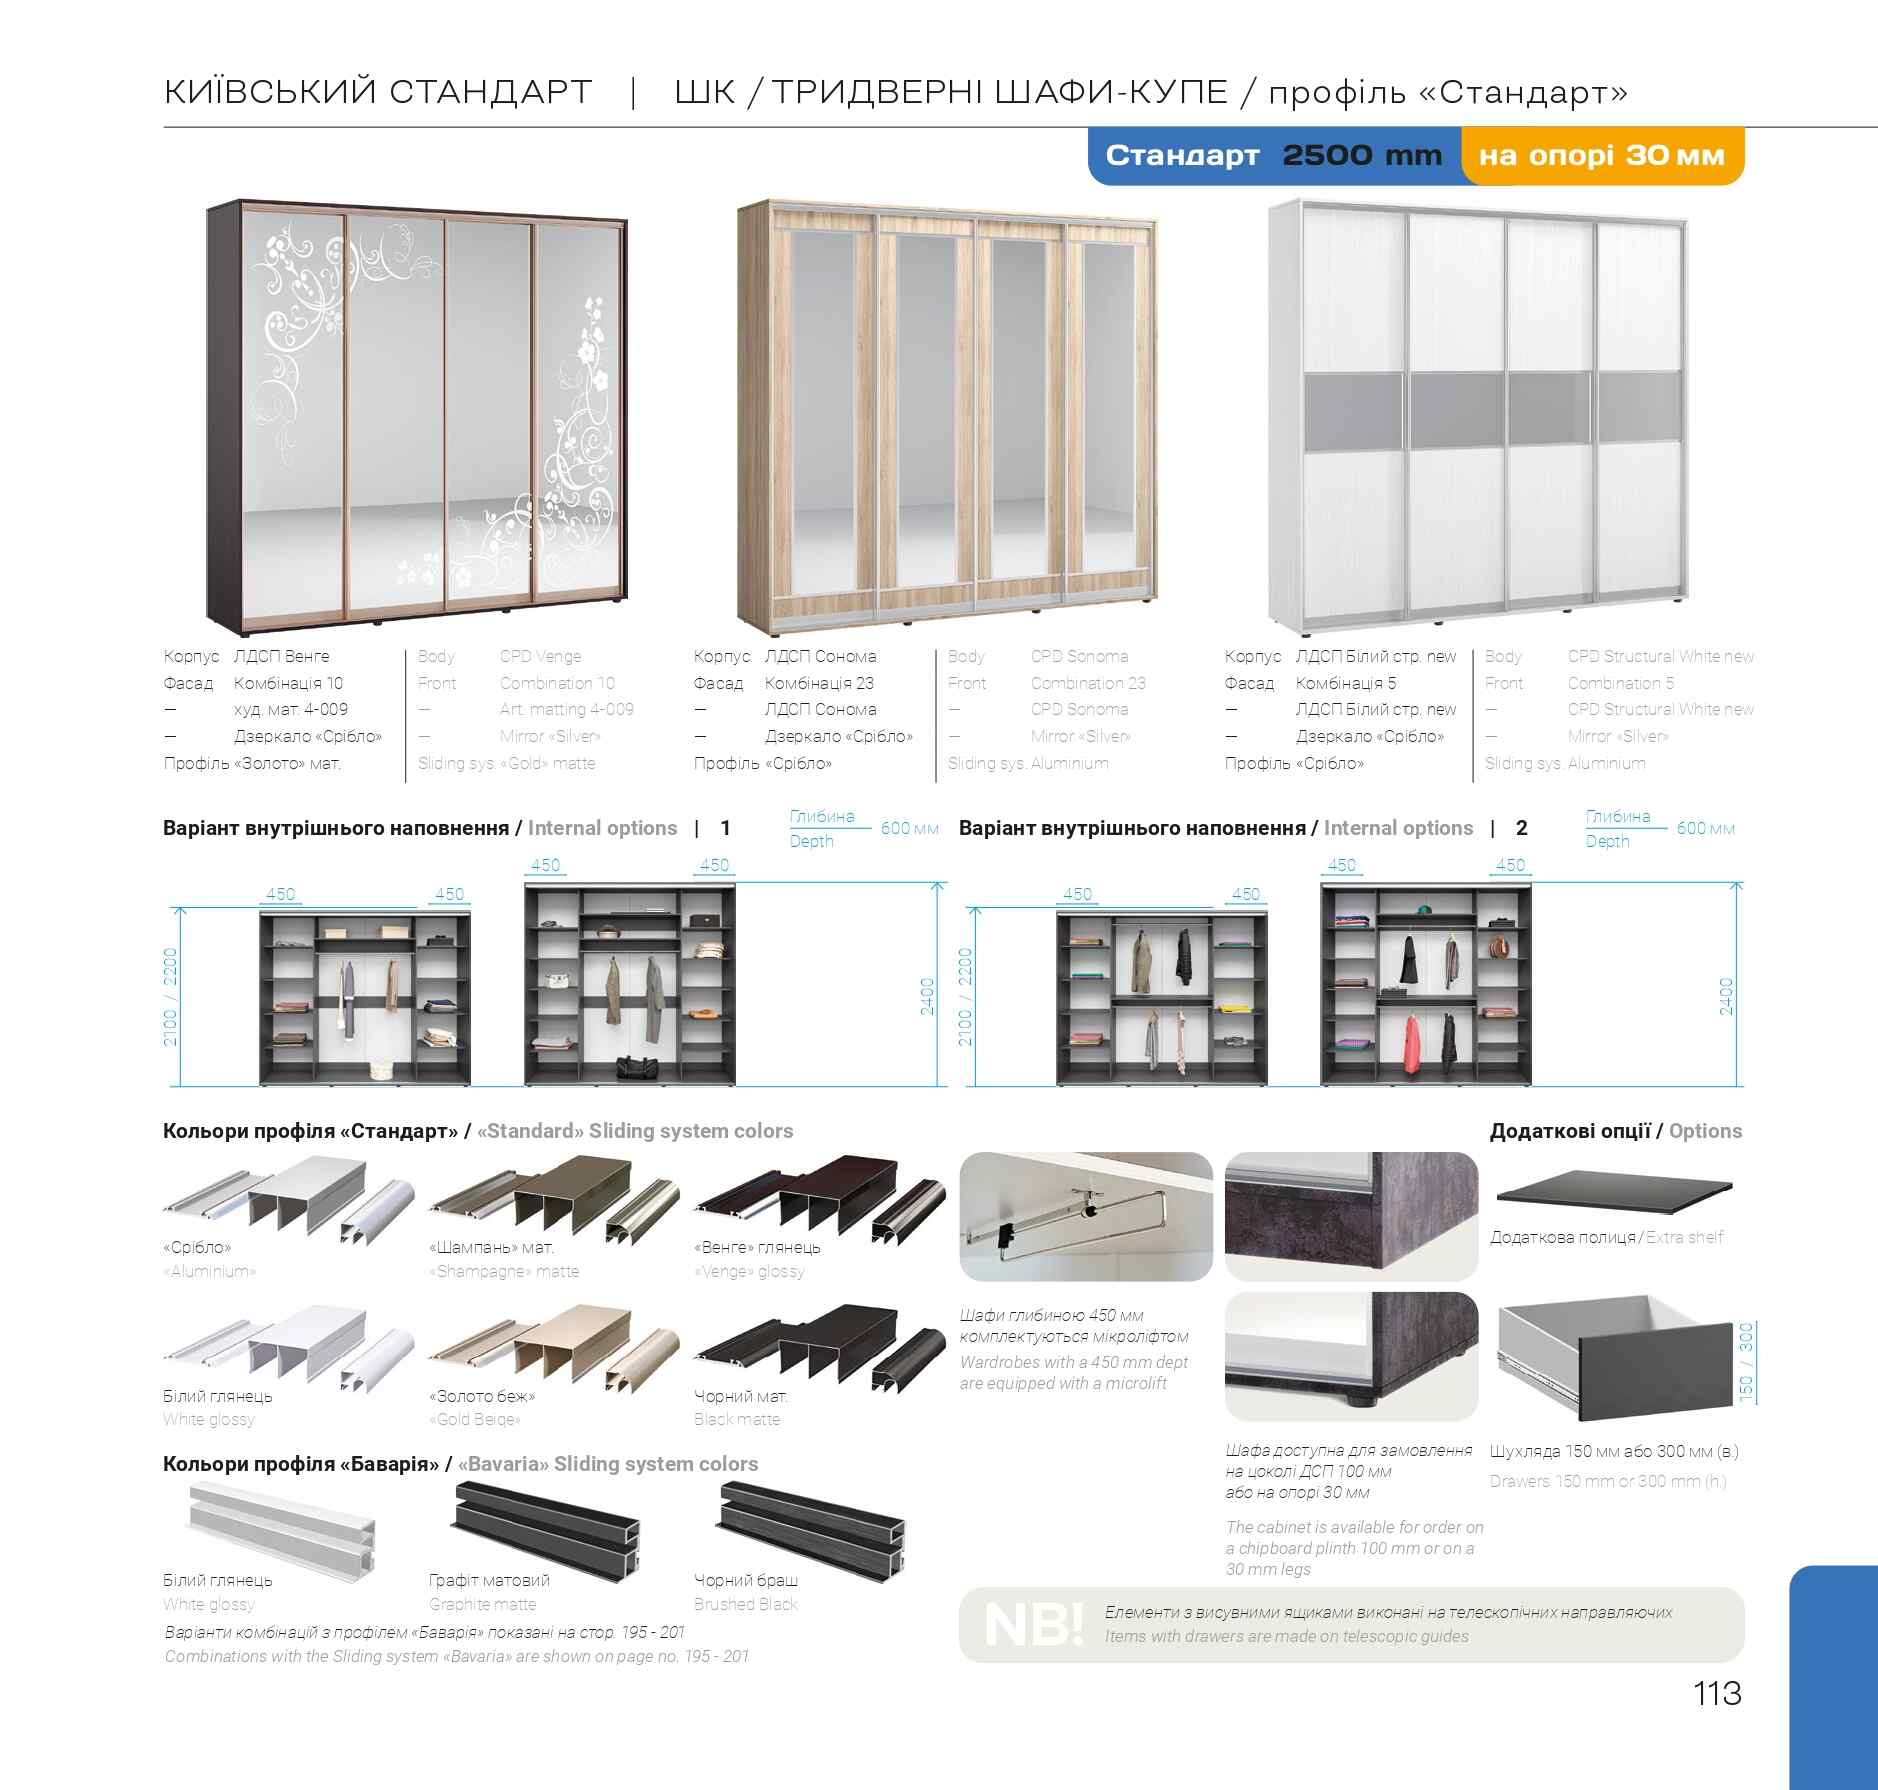 КИЇВСЬКИЙ СТАНДАРТ | ШК / ТРИДВЕРНІ ШАФИ-КУПЕ / профіль «Стандарт»
Стандарт 2500 mm на опорі 30 мм
Корпус ЛДСП Венге Body CPD Venge
Фасад Комбінація 10 Front Combination 10
— худ. мат. 4-009 — Art. matting 4-009
— Дзеркало «Срібло» — Mirror «Silver»
Профіль «Золото» мат. Sliding sys. «Gold» matte
Корпус ЛДСП Сонома Body CPD Sonoma
Фасад Комбінація 23 Front Combination 23
— ЛДСП Сонома — CPD Sonoma
— Дзеркало «Срібло» — Mirror «Silver»
Профіль «Срібло» Sliding sys. Aluminium
Корпус ЛДСП Білий стр. new Body CPD Structural White new
Фасад Комбінація 5 Front Combination 5
— ЛДСП Білий стр. new — CPD Structural White new
— Дзеркало «Срібло» — Mirror «Silver»
Профіль «Срібло» Sliding sys. Aluminium
Варіант внутрішнього наповнення / Internal options | 1
Глибина
Depth
600 мм
450 450
450 450
2100 / 2200
2400
Варіант внутрішнього наповнення / Internal options | 2
Глибина
Depth
600 мм
450 450
450 450
2100 / 2200
2400
Кольори профіля «Стандарт» / «Standard» Sliding system colors
«Срібло»
«Aluminium»
«Шампань» мат.
«Shampagne» matte
«Венге» глянець
«Venge» glossy
Білий глянець
White glossy
«Золото беж»
«Gold Beige»
Чорний мат.
Black matte
Кольори профіля «Баварія» / «Bavaria» Sliding system colors
Білий глянець
White glossy
Графіт матовий
Graphite matte
Чорний браш
Brushed Black
Варіанти комбінацій з профілем «Баварія» показані на стор. 195 - 201
Combinations with the Sliding system «Bavaria» are shown on page no. 195 - 201
Шафи глибиною 450 мм
комплектуються мікроліфтом
Wardrobes with a 450 mm dept
are equipped with a microlift
Шафа доступна для замовлення
на цоколі ДСП 100 мм
або на опорі 30 мм
The cabinet is available for order on
a chipboard plinth 100 mm or on a
30 mm legs
Додаткові опції / Options
Додаткова полиця / Extra shelf
150 / 300
Шухляда 150 мм або 300 мм (в.)
Drawers 150 mm or 300 mm (h.)
NB!
Елементи з висувними ящиками виконані на телескопічних направляючих
Items with drawers are made on telescopic guides
113